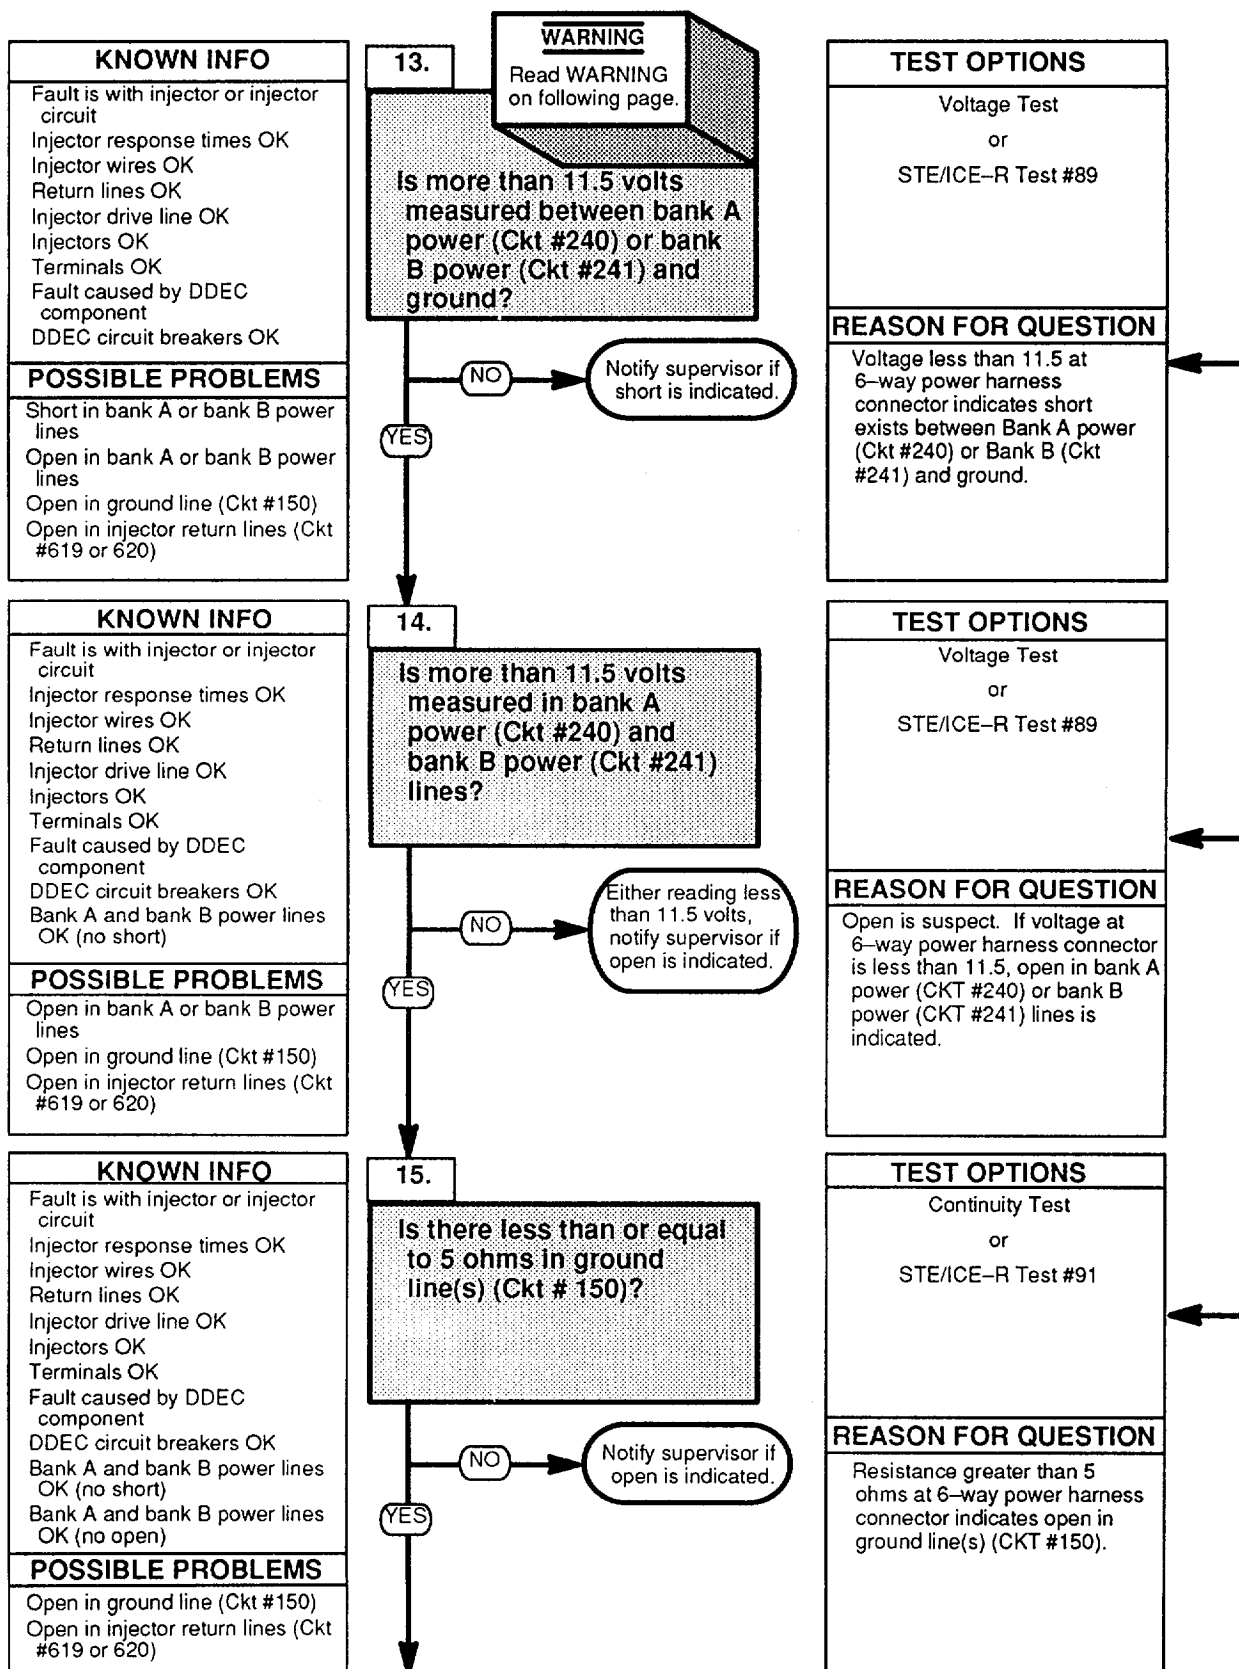 KNOWN INFO
Fault is with injector or injector
circuit
Injector response times OK
Injector wires OK
Return lines OK
Injector drive line OK
Injectors OK
Terminals OK
Fault caused by DDEC
component
DDEC circuit breakers OK
POSSIBLE PROBLEMS
Short in bank A or bank B power
lines
Open in bank A or bank B power
lines
Open in ground line (Ckt #150)
Open in injector return lines (Ckt
#619 or 620)
13.
WARNING
Read WARNING
on following page.
Is more than 11.5 volts
measured between bank A
power (Ckt #240) or bank
B power (Ckt #241) and
ground?
NO
Notify supervisor if
short is indicated.
YES
TEST OPTIONS
Voltage Test
or
STE/ICE–R Test #89
REASON FOR QUESTION
Voltage less than 11.5 at
6–way power harness
connector indicates short
exists between Bank A power
(Ckt #240) or Bank B (Ckt
#241) and ground.
KNOWN INFO
Fault is with injector or injector
circuit
Injector response times OK
Injector wires OK
Return lines OK
Injector drive line OK
Injectors OK
Terminals OK
Fault caused by DDEC
component
DDEC circuit breakers OK
Bank A and bank B power lines
OK (no short)
POSSIBLE PROBLEMS
Open in bank A or bank B power
lines
Open in ground line (Ckt #150)
Open in injector return lines (Ckt
#619 or 620)
14.
Is more than 11.5 volts
measured in bank A
power (Ckt #240) and
bank B power (Ckt #241)
lines?
NO
Either reading less
than 11.5 volts,
notify supervisor if
open is indicated.
YES
TEST OPTIONS
Voltage Test
or
STE/ICE–R Test #89
REASON FOR QUESTION
Open is suspect. If voltage at
6–way power harness connector
is less than 11.5, open in bank A
power (CKT #240) or bank B
power (CKT #241) lines is
indicated.
KNOWN INFO
Fault is with injector or injector
circuit
Injector response times OK
Injector wires OK
Return lines OK
Injector drive line OK
Injectors OK
Terminals OK
Fault caused by DDEC
component
DDEC circuit breakers OK
Bank A and bank B power lines
OK (no short)
Bank A and bank B power lines
OK (no open)
POSSIBLE PROBLEMS
Open in ground line (Ckt #150)
Open in injector return lines (Ckt
#619 or 620)
15.
Is there less than or equal
to 5 ohms in ground
line(s) (Ckt # 150)?
NO
Notify supervisor if
open is indicated.
YES
TEST OPTIONS
Continuity Test
or
STE/ICE–R Test #91
REASON FOR QUESTION
Resistance greater than 5
ohms at 6–way power harness
connector indicates open in
ground line(s) (CKT #150).